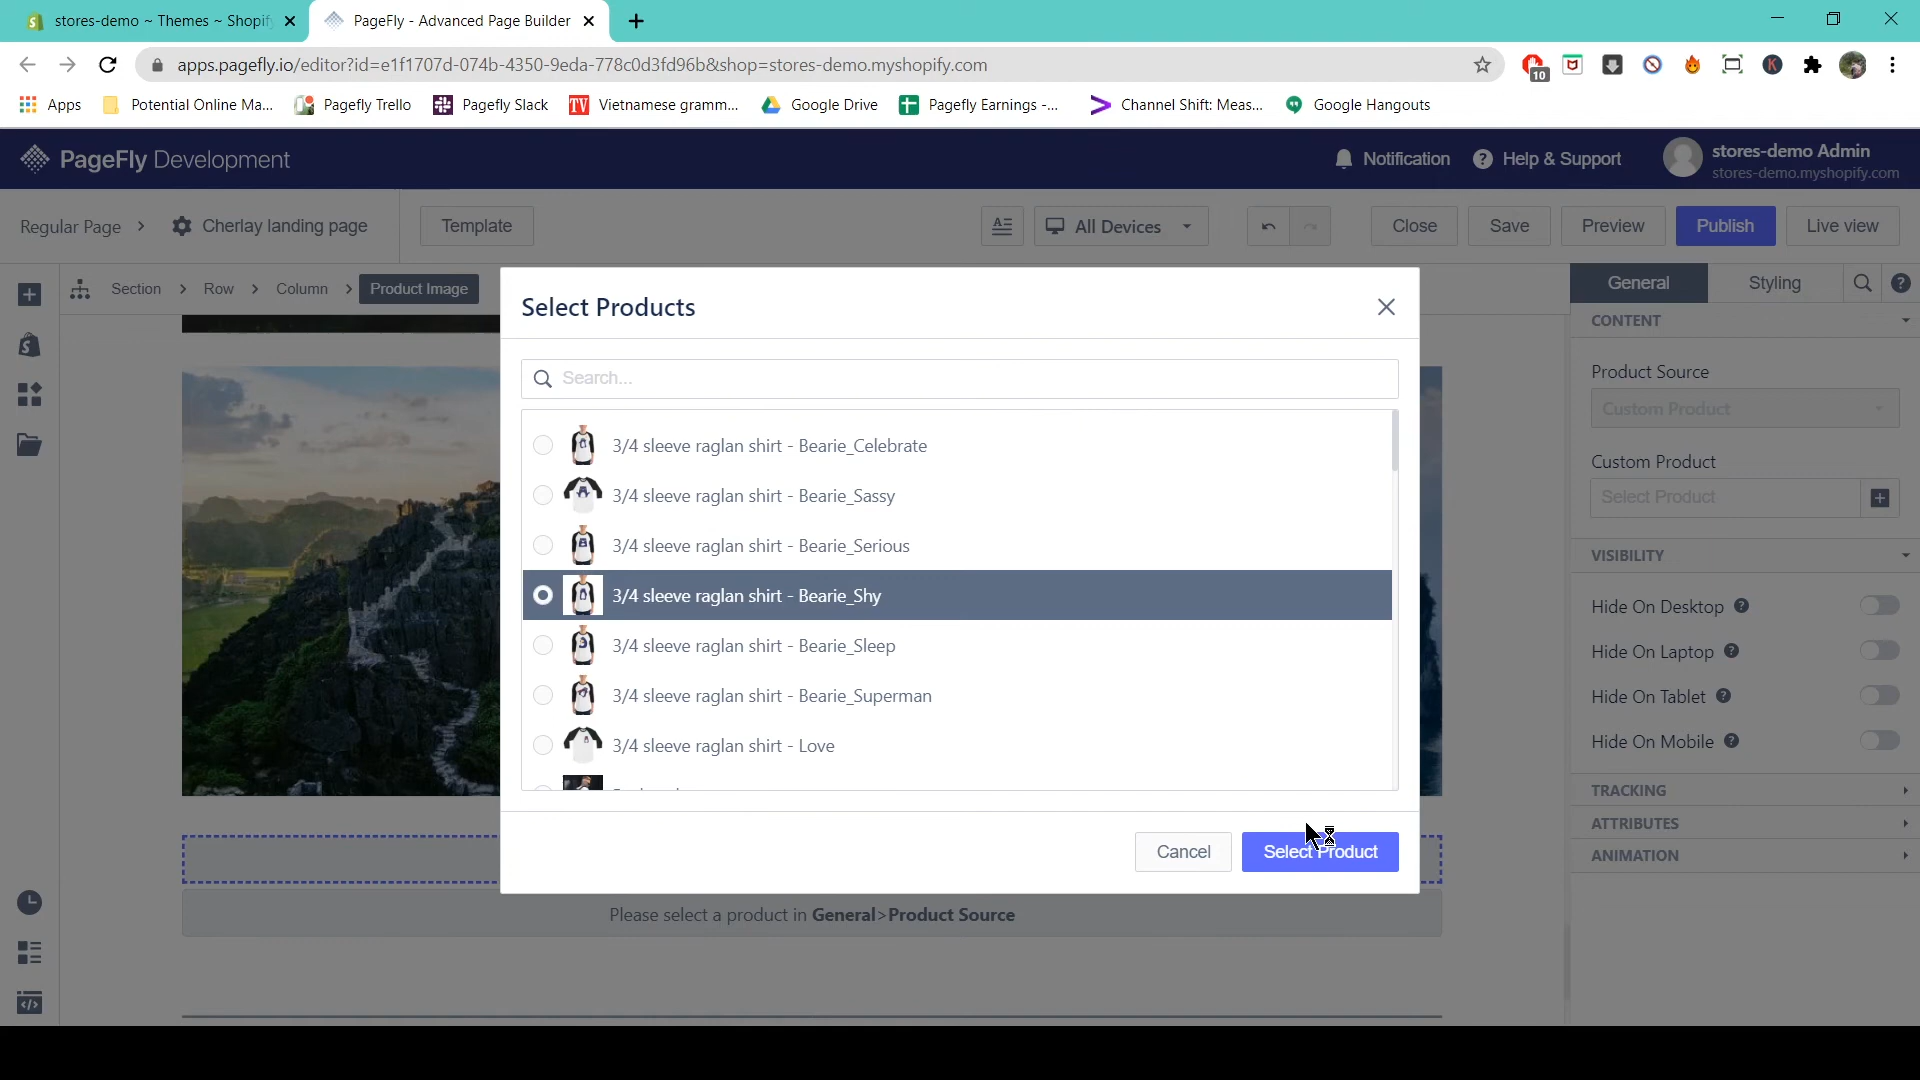 stores-demo ~ Themes ~ Shopif
PageFly - Advanced Page Builder
apps.pagefly.io/editor?id=e1f1707d-074b-4350-9eda-778c0d3fd96b&shop=stores-demo.myshopify.com
10
K
Apps
Potential Online Ma...
Pagefly Trello
Pagefly Slack
TV
Vietnamese gramm...
Google Drive
Pagefly Earnings -...
Channel Shift: Meas...
Google Hangouts
PageFly Development
Notification
Help & Support
stores-demo Admin
stores-demo.myshopify.com
Regular Page
Cherlay landing page
Template
All Devices
Close
Save
Preview
Publish
Live view
Section
Row
Column
Product Image
General
Styling
Select Products
Search...
3/4 sleeve raglan shirt - Bearie_Celebrate
3/4 sleeve raglan shirt - Bearie_Sassy
3/4 sleeve raglan shirt - Bearie_Serious
3/4 sleeve raglan shirt - Bearie_Shy
3/4 sleeve raglan shirt - Bearie_Sleep
3/4 sleeve raglan shirt - Bearie_Superman
3/4 sleeve raglan shirt - Love
Cancel
Select Product
Please select a product in General>Product Source
CONTENT
Product Source
Custom Product
Custom Product
Select Product
VISIBILITY
Hide On Desktop
Hide On Laptop
Hide On Tablet
Hide On Mobile
TRACKING
ATTRIBUTES
ANIMATION